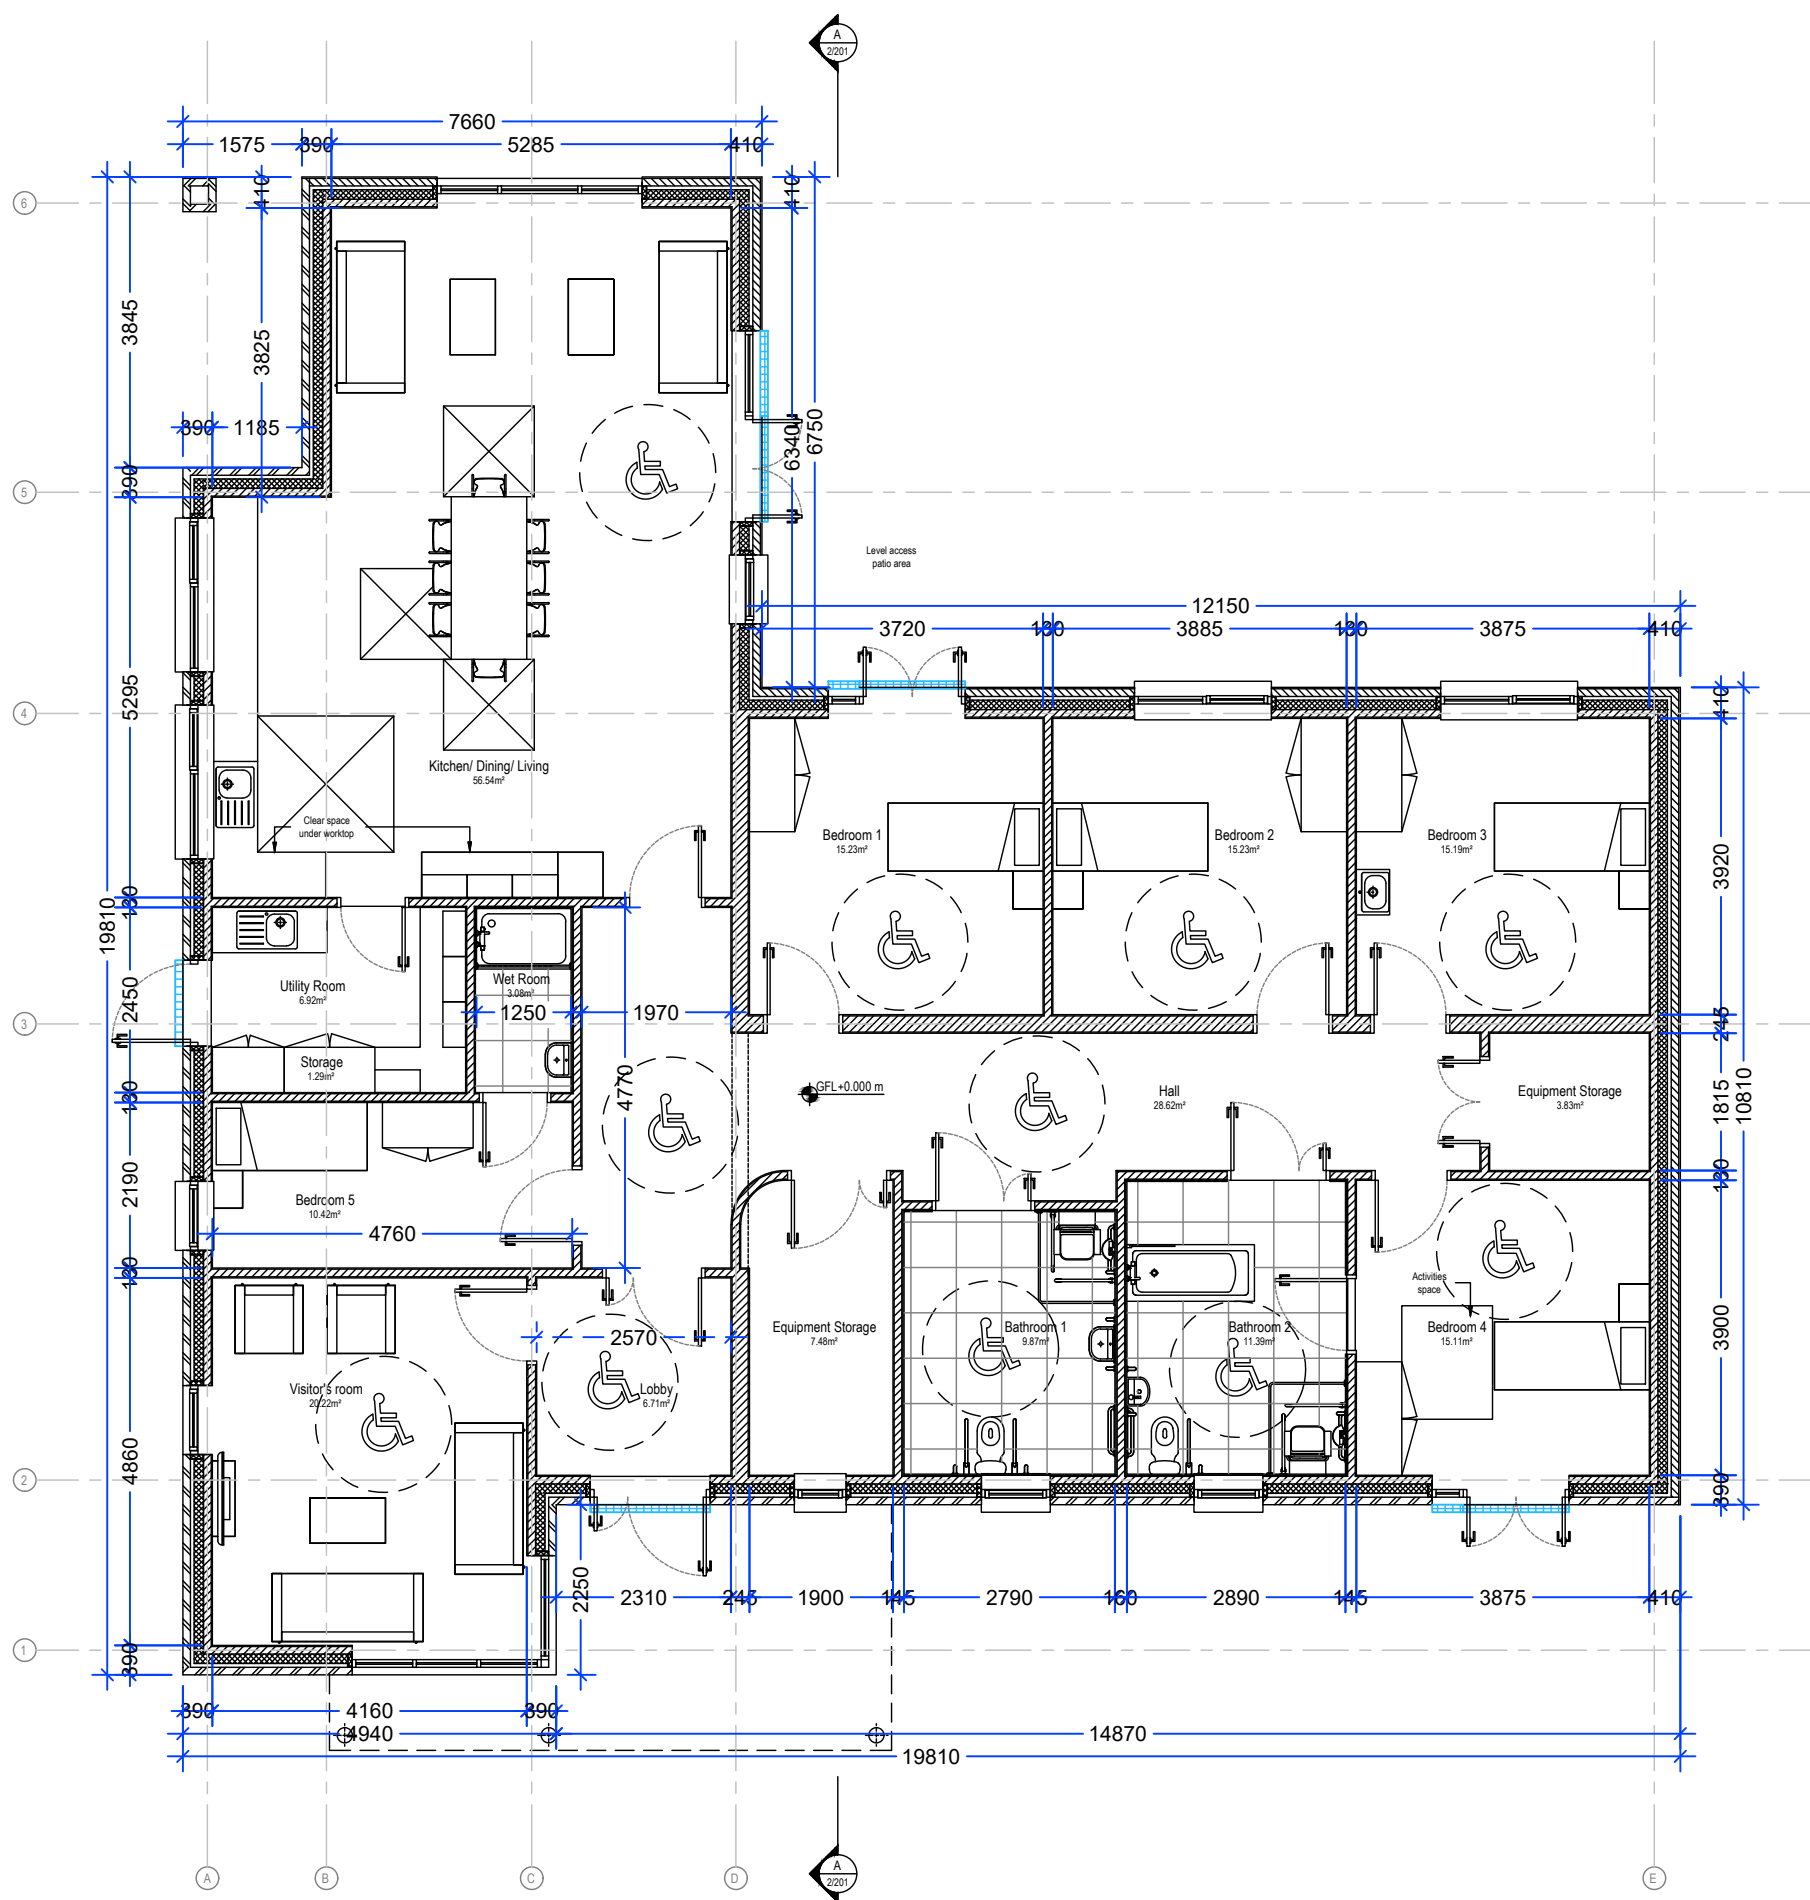 A
2/201
7660
1575
390
5285
410
6
410
410
3845
3825
390
1185
6340
6750
5
390
Level access
patio area
12150
3720
130
3885
130
3875
410
5295
4
410
Kitchen/ Dining/ Living
56.54m²
Clear space
under worktop
Bedroom 1
15.23m²
Bedroom 2
15.23m²
Bedroom 3
15.19m²
3920
130
19810
Utility Room
6.92m²
Wet Room
3.08m²
2450
1250
1970
3
245
Storage
1.29m²
4770
GFL+0.000 m
Hall
28.62m²
Equipment Storage
3.83m²
1815
10810
130
130
2190
Bedroom 5
10.42m²
4760
130
Activities
space
2570
Equipment Storage
7.48m²
Bathroom 1
9.87m²
Bathroom 2
11.39m²
Bedroom 4
15.11m²
3900
Visitor's room
20.22m²
Lobby
6.71m²
4860
2
390
2250
2310
245
1900
145
2790
160
2890
145
3875
410
1
390
390
4160
390
4940
14870
19810
A
B
C
D
A
2/201
E